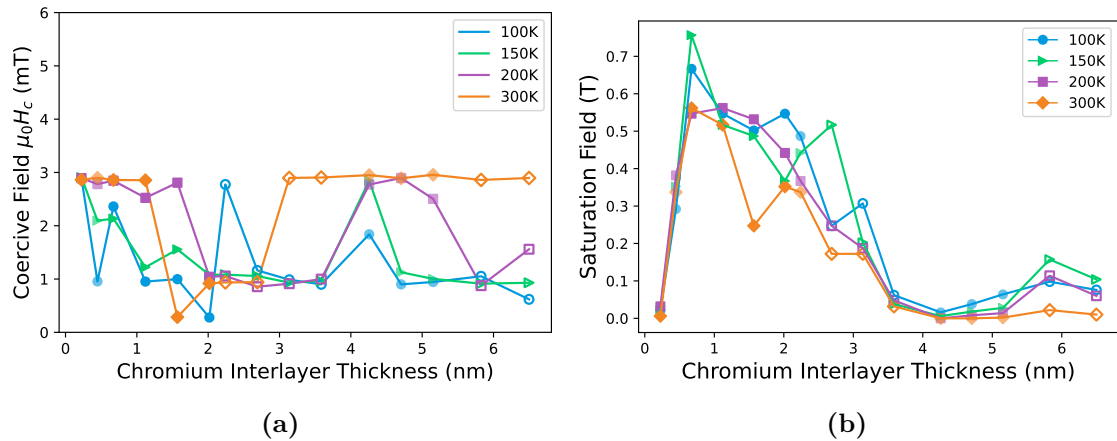 6
5
4
3
2
1
0
Coercive Field μ₀H_c (mT)
100K
150K
200K
300K
0 1 2 3 4 5 6
Chromium Interlayer Thickness (nm)
(a)
0.7
0.6
0.5
0.4
0.3
0.2
0.1
0.0
Saturation Field (T)
100K
150K
200K
300K
0 1 2 3 4 5 6
Chromium Interlayer Thickness (nm)
(b)